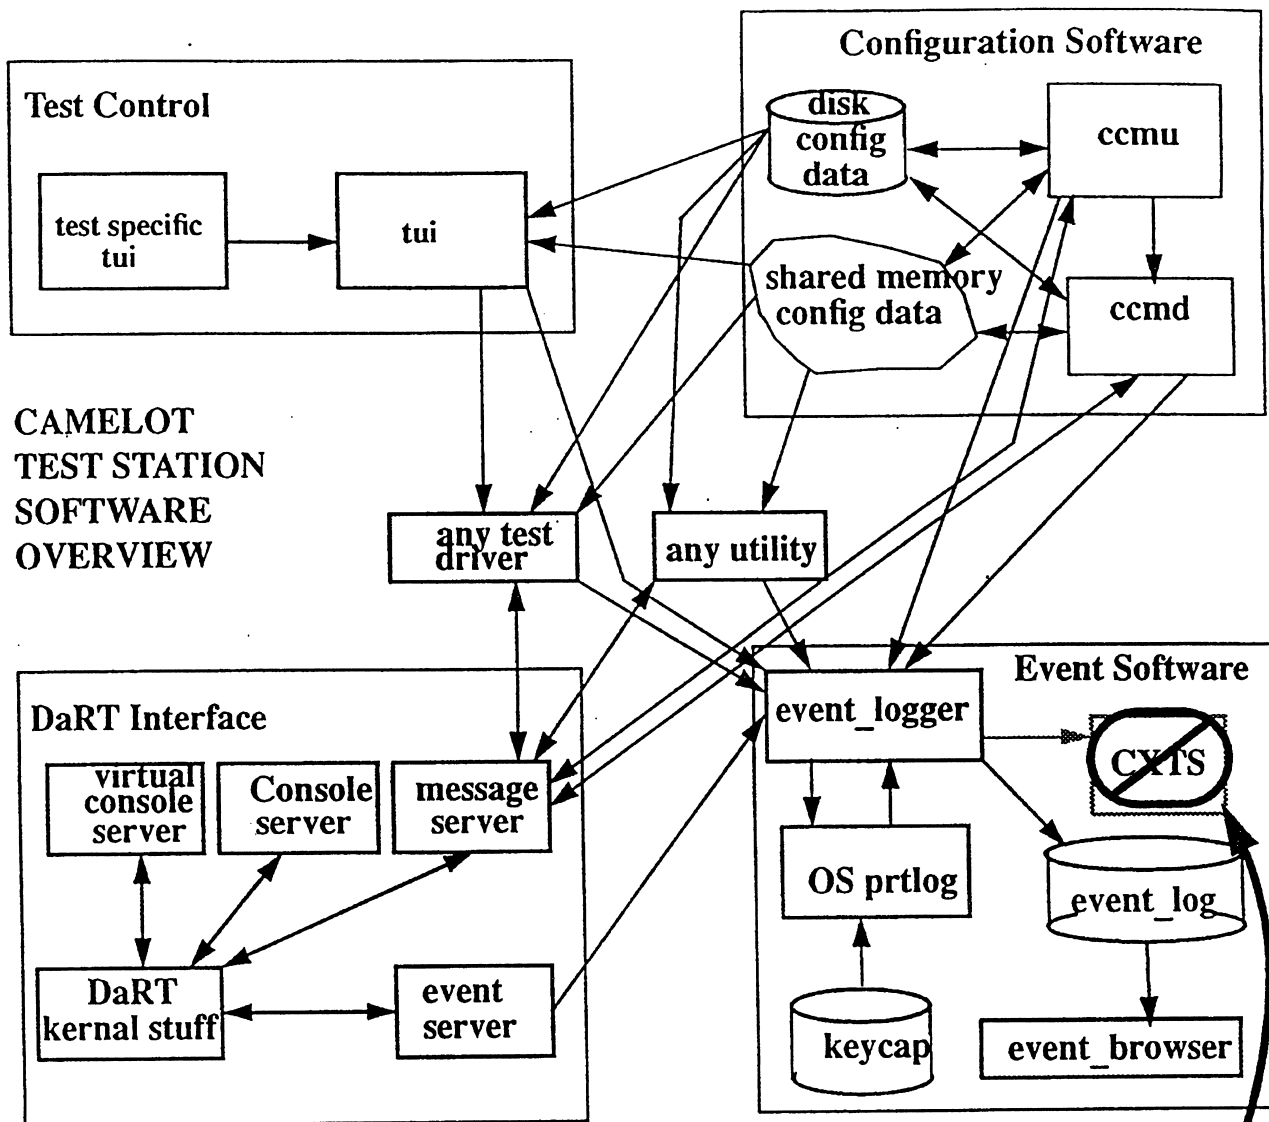 Configuration Software
Test Control
disk
config
data
ccmu
test specific
tui
tui
shared memory
config data
ccmd
CAMELOT
TEST STATION
SOFTWARE
OVERVIEW
any test
driver
any utility
Event Software
DaRT Interface
event_logger
virtual
console
server
Console
server
message
server
CXTS
OS prtlog
event_log
DaRT
kernal stuff
event
server
keycap
event_browser